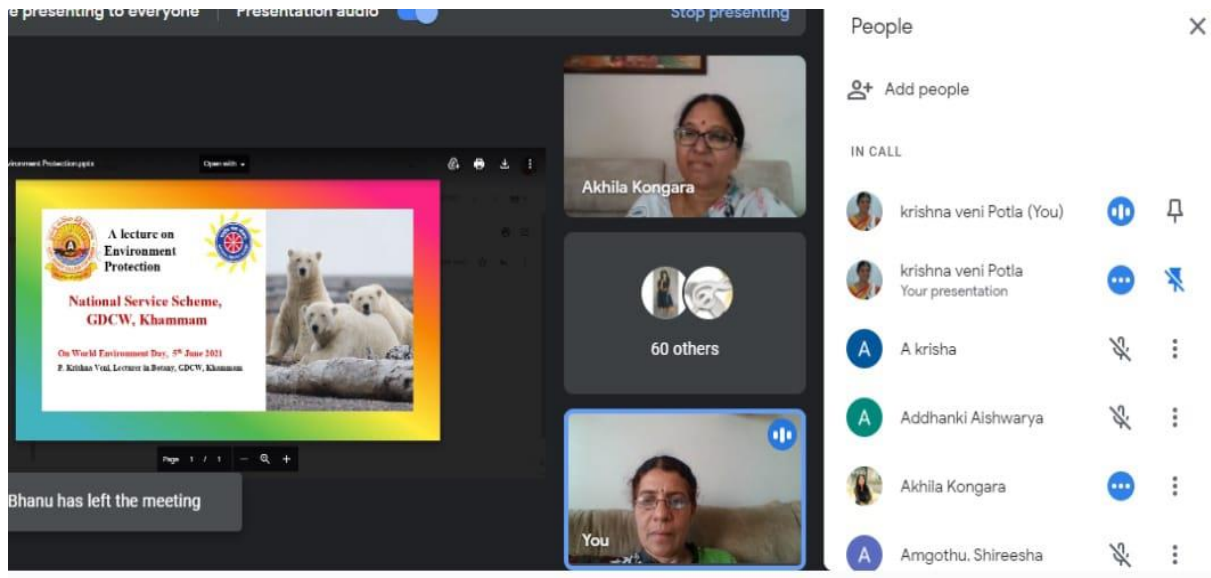 e presenting to everyone
Presentation audio
Stop presenting
vironment Protection.pptx
Open with
A lecture on
Environment
Protection
National Service Scheme,
GDCW, Khammam
On World Environment Day, 5th June 2021
P. Krishna Veni, Lecturer in Botany, GDCW, Khammam
Page 1 / 1
Bhanu has left the meeting
Akhila Kongara
60 others
You
People
Add people
IN CALL
krishna veni Potla (You)
krishna veni Potla
Your presentation
A
A krisha
A
Addhanki Aishwarya
Akhila Kongara
A
Amgothu. Shireesha